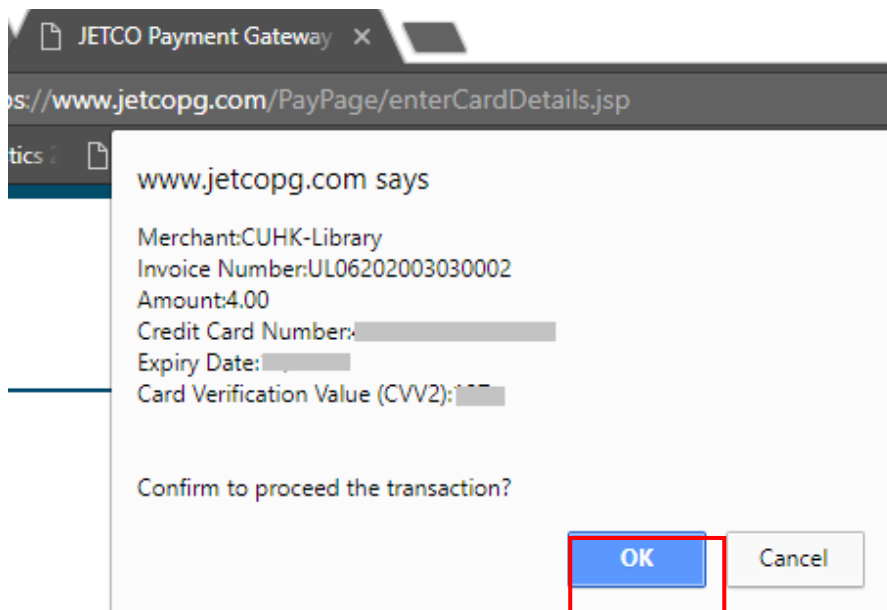 JETCO Payment Gateway
ps://www.jetcopg.com/PayPage/enterCardDetails.jsp
tics
www.jetcopg.com says
Merchant:CUHK-Library
Invoice Number:UL06202003030002
Amount:4.00
Credit Card Number:
Expiry Date:
Card Verification Value (CVV2):
Confirm to proceed the transaction?
OK Cancel